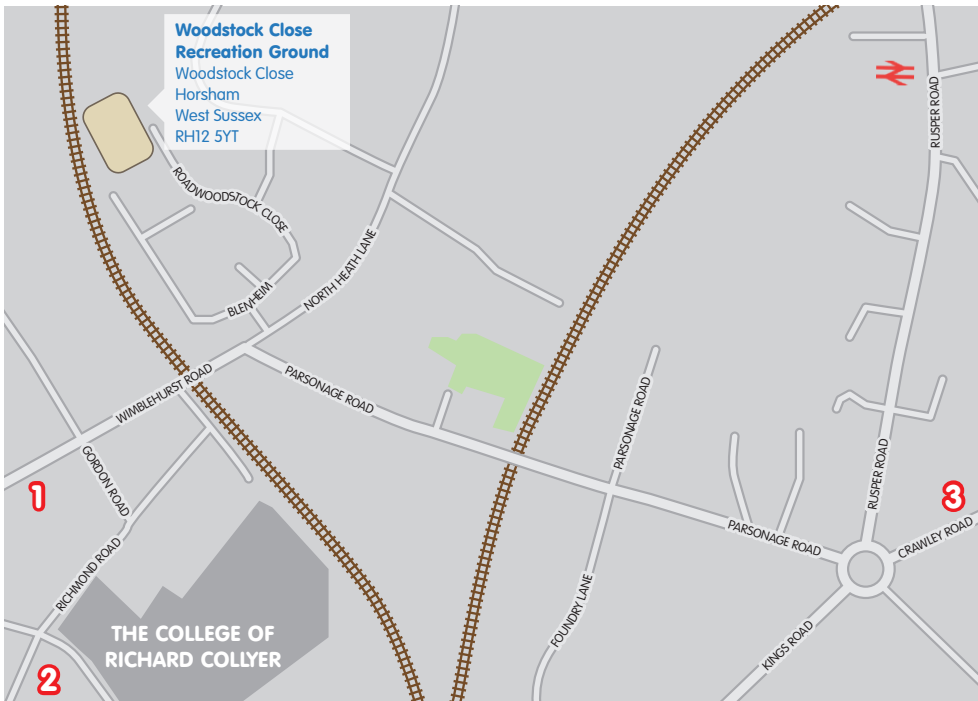 Woodstock Close
Recreation Ground
Woodstock Close
Horsham
West Sussex
RH12 5YT
RUSPER ROAD
ROADWOODSTOCK CLOSE
NORTH HEATH LANE
BLENHEIM
WIMBLEHURST ROAD
PARSONAGE ROAD
PARSONAGE ROAD
GORDON ROAD
RUSPER ROAD
1
3
PARSONAGE ROAD
CRAWLEY ROAD
RICHMOND ROAD
FOUNDRY LANE
KINGS ROAD
THE COLLEGE OF
RICHARD COLLYER
2